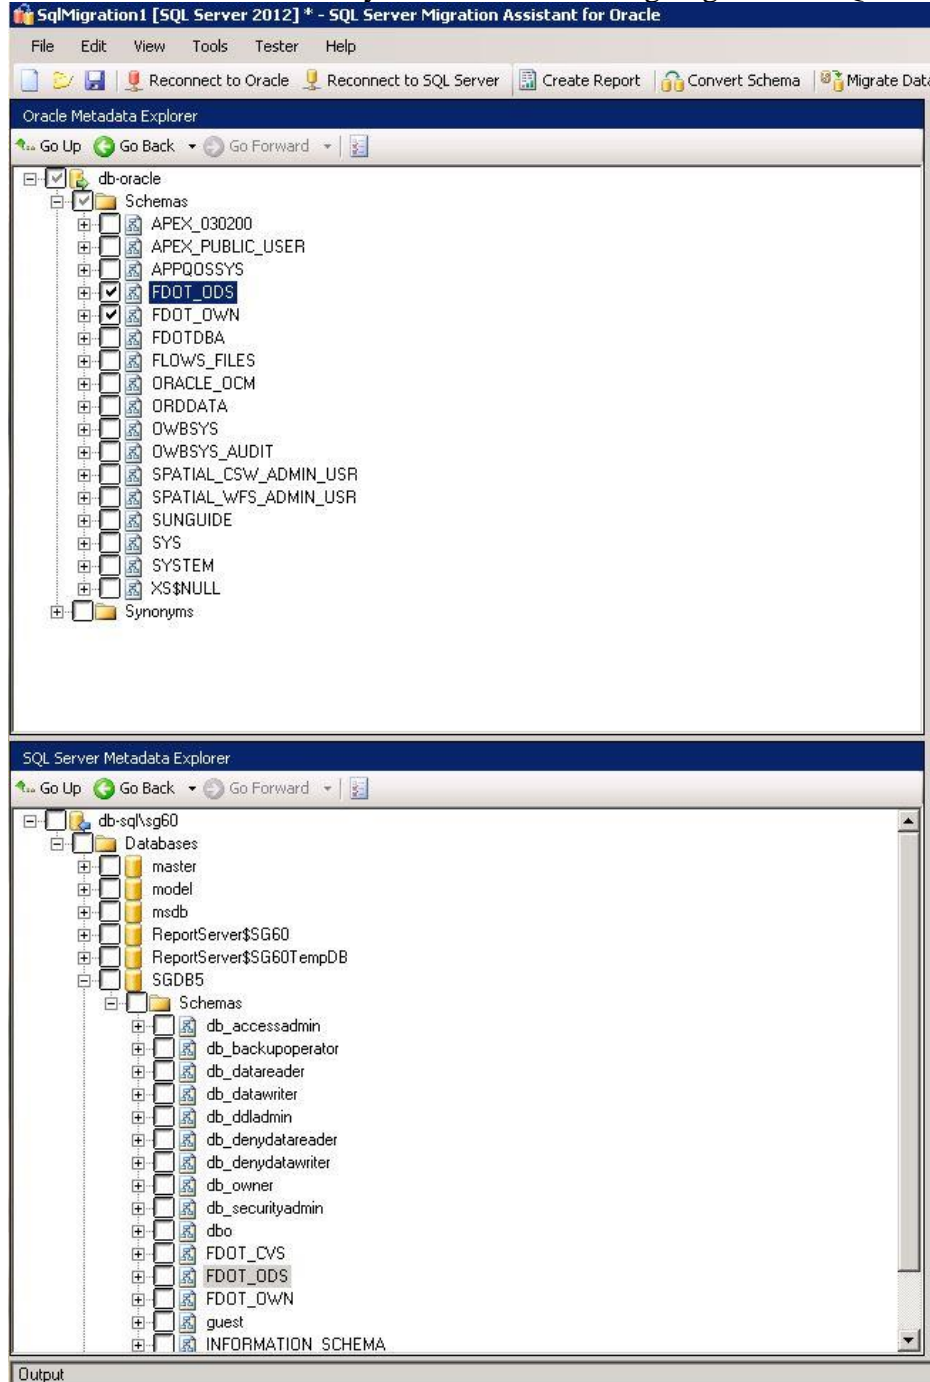 SqlMigration1 [SQL Server 2012] * - SQL Server Migration Assistant for Oracle
File Edit View Tools Tester Help
Reconnect to Oracle Reconnect to SQL Server Create Report Convert Schema Migrate Data
Oracle Metadata Explorer
Go Up Go Back Go Forward
db-oracle
Schemas
APEX_030200
APEX_PUBLIC_USER
APPQOSSYS
FDOT_ODS
FDOT_OWN
FDOTDBA
FLOWS_FILES
ORACLE_OCM
ORDDATA
OWBSYS
OWBSYS_AUDIT
SPATIAL_CSW_ADMIN_USR
SPATIAL_WFS_ADMIN_USR
SUNGUIDE
SYS
SYSTEM
XS$NULL
Synonyms
SQL Server Metadata Explorer
Go Up Go Back Go Forward
db-sql\sg60
Databases
master
model
msdb
ReportServer$SG60
ReportServer$SG60TempDB
SGDB5
Schemas
db_accessadmin
db_backupoperator
db_datareader
db_datawriter
db_ddladmin
db_denydatareader
db_denydatawriter
db_owner
db_securityadmin
dbo
FDOT_CVS
FDOT_ODS
FDOT_OWN
guest
INFORMATION_SCHEMA
Output